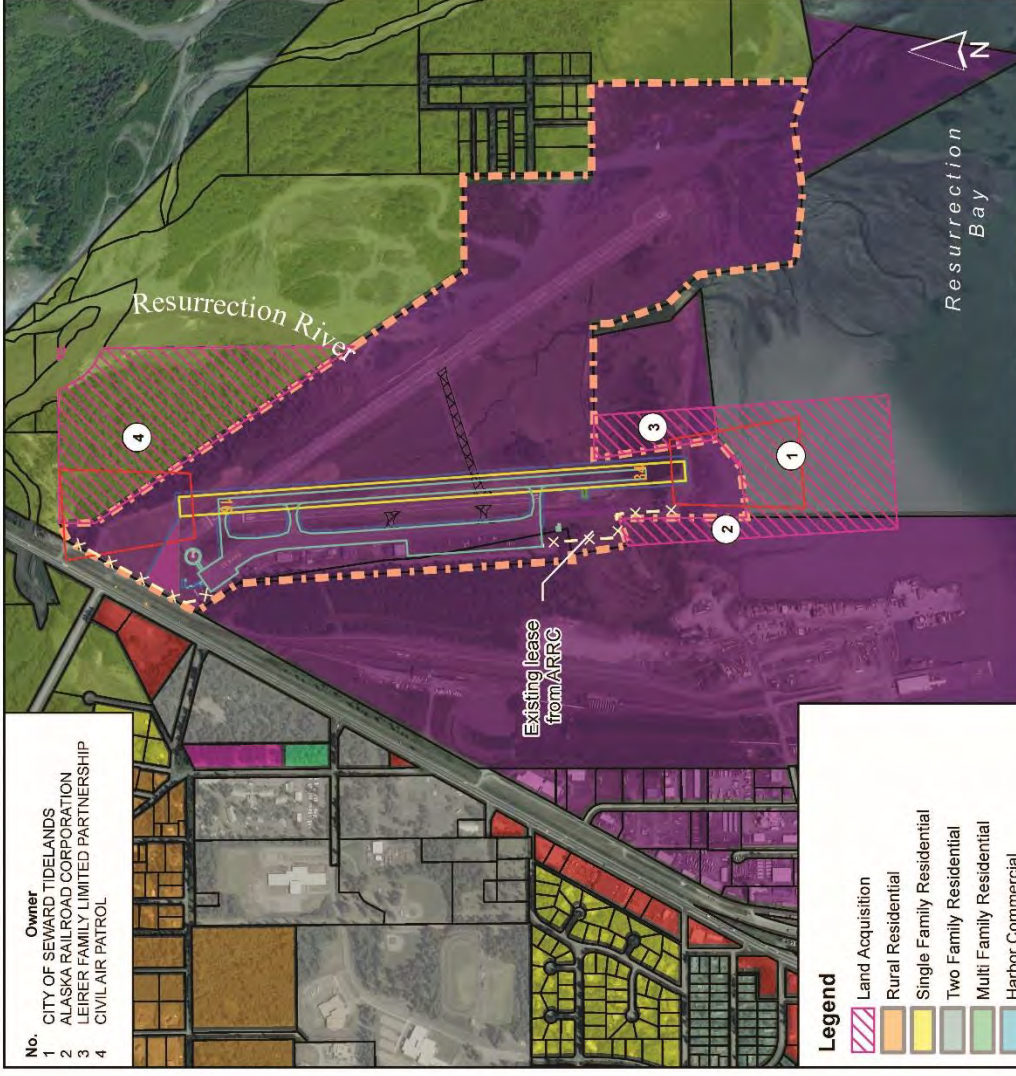 No. Owner
1 CITY OF SEWARD TIDELANDS
2 ALASKA RAILROAD CORPORATION
3 LEIRER FAMILY LIMITED PARTNERSHIP
4 CIVIL AIR PATROL
Resurrection River
4
16
3
34
1
2
Existing lease
from ARRC
Resurrection
Bay
N
Legend
Land Acquisition
Rural Residential
Single Family Residential
Two Family Residential
Multi Family Residential
Harbor Commercial